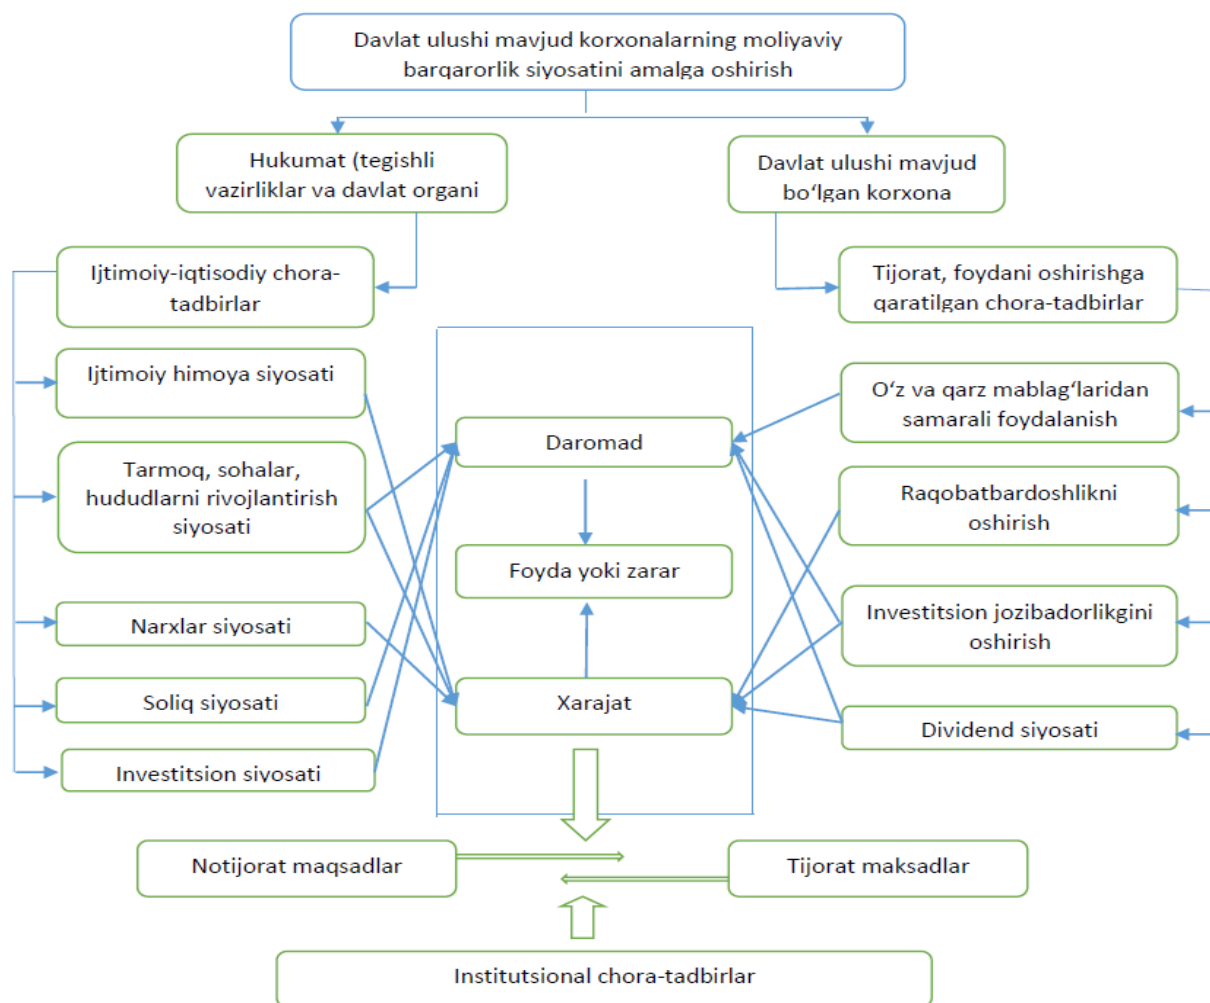 Davlat ulushi mavjud korxonalarning moliyaviy
barqarorlik siyosatini amalga oshirish
Hukumat (tegishli
vazirliklar va davlat organi
Davlat ulushi mavjud
bo‘lgan korxona
Ijtimoiy-iqtisodiy chora-
tadbirlar
Tijorat, foydani oshirishga
qaratilgan chora-tadbirlar
Ijtimoiy himoya siyosati
O‘z va qarz mablag‘laridan
samarali foydalanish
Daromad
Tarmoq, sohalar,
hududlarni rivojlantirish
siyosati
Raqobatbardoshlikni
oshirish
Foyda yoki zarar
Narxlar siyosati
Investitsion jozibadorlikgini
oshirish
Soliq siyosati
Xarajat
Dividend siyosati
Investitsion siyosati
Notijorat maqsadlar
Tijorat maksadlar
Institutsional chora-tadbirlar